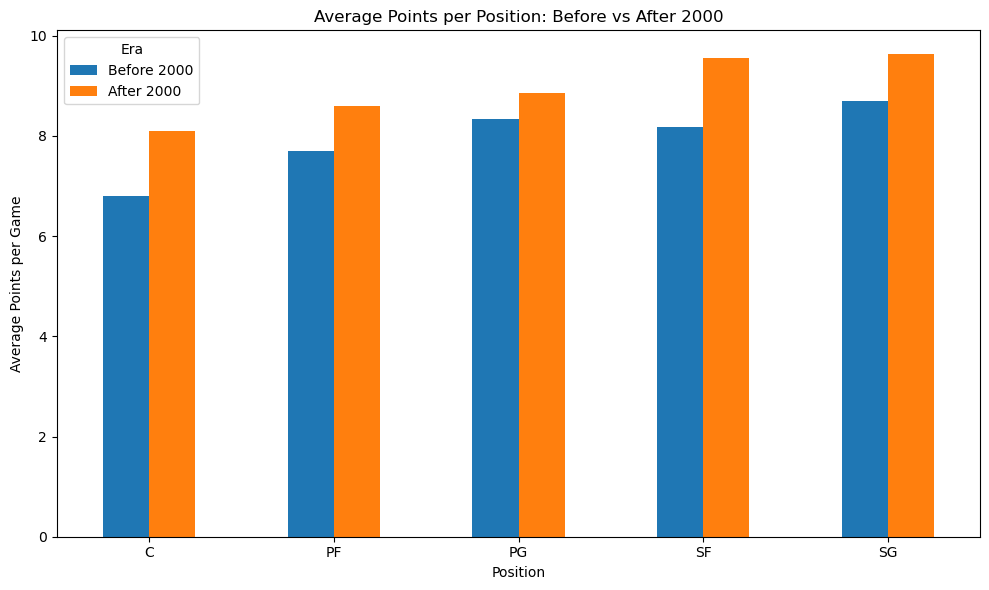 Average Points per Position: Before vs After 2000
Era
Before 2000
After 2000
Average Points per Game
10
8
6
4
2
0
C PF PG SF SG
Position